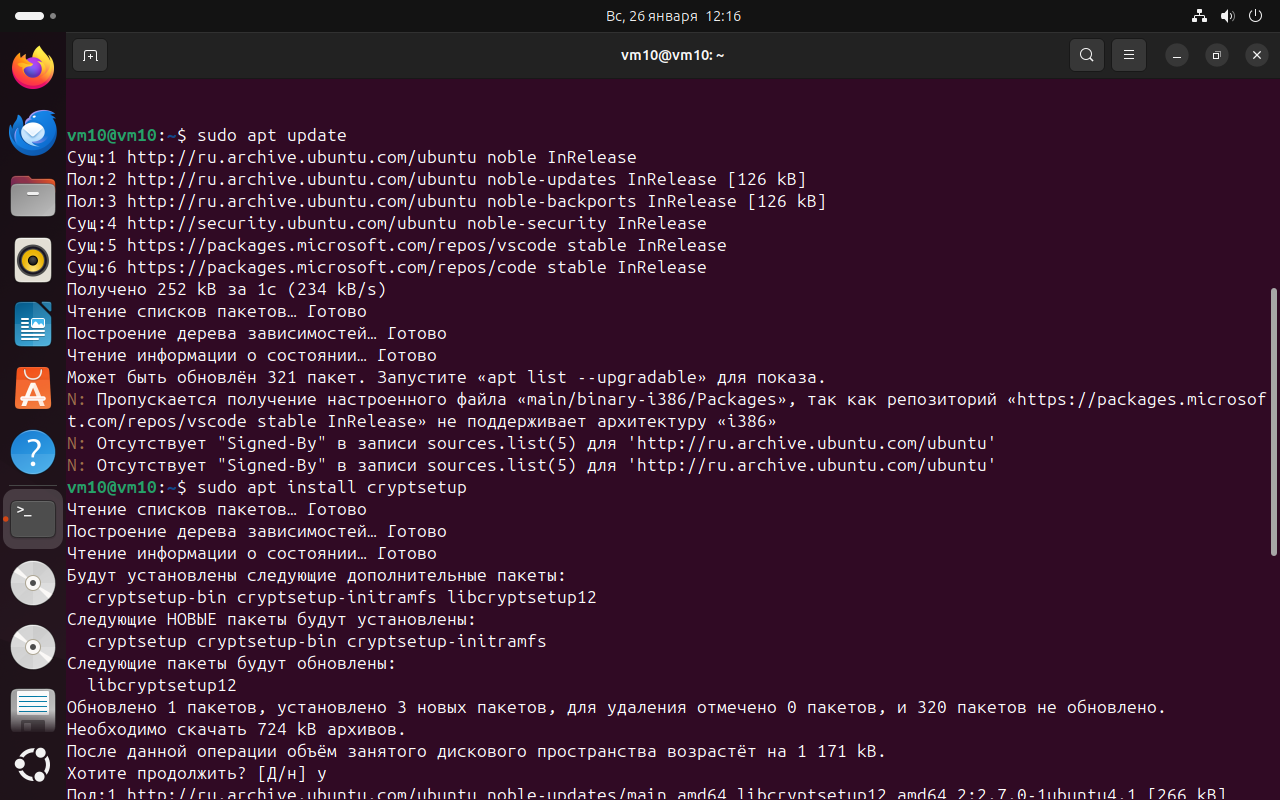 Вс, 26 января 12:16
vm10@vm10: ~
vm10@vm10:~$ sudo apt update
Сущ:1 http://ru.archive.ubuntu.com/ubuntu noble InRelease
Пол:2 http://ru.archive.ubuntu.com/ubuntu noble-updates InRelease [126 kB]
Пол:3 http://ru.archive.ubuntu.com/ubuntu noble-backports InRelease [126 kB]
Сущ:4 http://security.ubuntu.com/ubuntu noble-security InRelease
Сущ:5 https://packages.microsoft.com/repos/vscode stable InRelease
Сущ:6 https://packages.microsoft.com/repos/code stable InRelease
Получено 252 kB за 1с (234 kB/s)
Чтение списков пакетов… Готово
Построение дерева зависимостей… Готово
Чтение информации о состоянии… Готово
Может быть обновлён 321 пакет. Запустите «apt list --upgradable» для показа.
N: Пропускается получение настроенного файла «main/binary-i386/Packages», так как репозиторий «https://packages.microsof
t.com/repos/vscode stable InRelease» не поддерживает архитектуру «i386»
N: Отсутствует "Signed-By" в записи sources.list(5) для 'http://ru.archive.ubuntu.com/ubuntu'
N: Отсутствует "Signed-By" в записи sources.list(5) для 'http://ru.archive.ubuntu.com/ubuntu'
vm10@vm10:~$ sudo apt install cryptsetup
Чтение списков пакетов… Готово
Построение дерева зависимостей… Готово
Чтение информации о состоянии… Готово
Будут установлены следующие дополнительные пакеты:
  cryptsetup-bin cryptsetup-initramfs libcryptsetup12
Следующие НОВЫЕ пакеты будут установлены:
  cryptsetup cryptsetup-bin cryptsetup-initramfs
Следующие пакеты будут обновлены:
  libcryptsetup12
Обновлено 1 пакетов, установлено 3 новых пакетов, для удаления отмечено 0 пакетов, и 320 пакетов не обновлено.
Необходимо скачать 724 kB архивов.
После данной операции объём занятого дискового пространства возрастёт на 1 171 kB.
Хотите продолжить? [Д/н] y
Пол:1 http://ru.archive.ubuntu.com/ubuntu noble-updates/main amd64 libcryptsetup12 amd64 2:2.7.0-1ubuntu4.1 [266 kB]